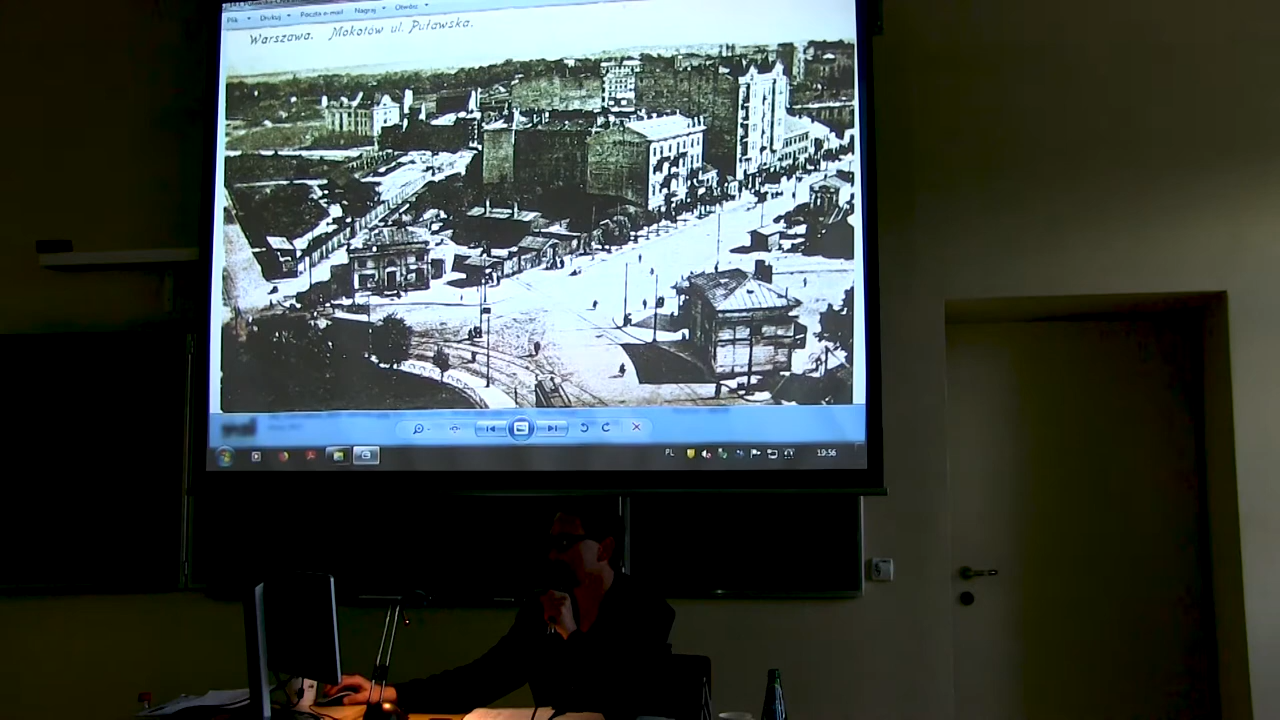 Plik Drukuj Poczta e-mail Nagraj Otwórz
Warszawa. Mokotów ul. Puławska.
PL 19:56